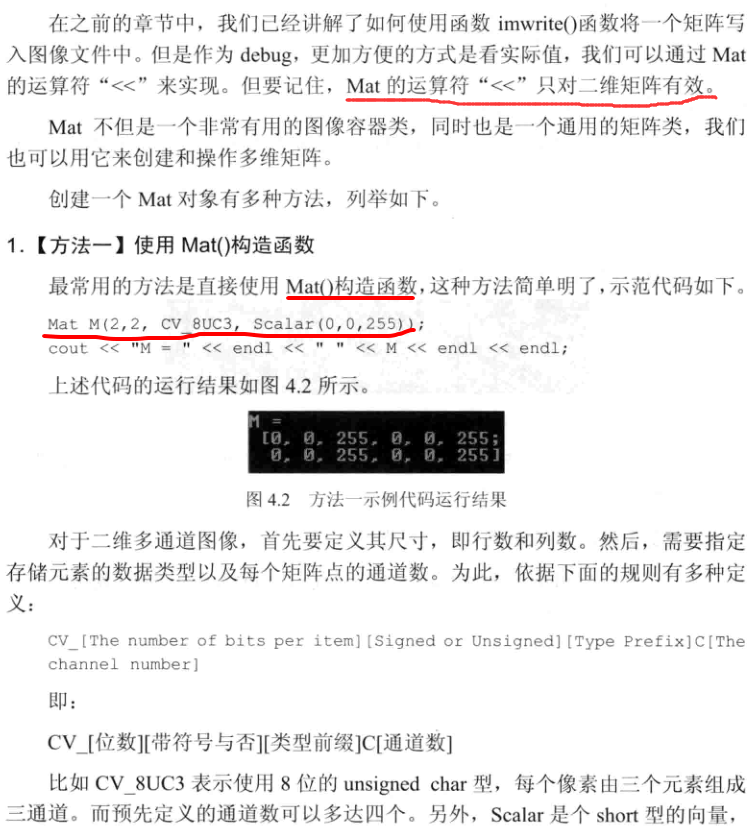 在之前的章节中，我们已经讲解了如何使用函数 imwrite()函数将一个矩阵写
入图像文件中。但是作为 debug，更加方便的方式是看实际值，我们可以通过 Mat
的运算符“<<”来实现。但要记住，Mat 的运算符“<<”只对二维矩阵有效。
Mat 不但是一个非常有用的图像容器类，同时也是一个通用的矩阵类，我们
也可以用它来创建和操作多维矩阵。
创建一个 Mat 对象有多种方法，列举如下。
1.【方法一】使用 Mat()构造函数
最常用的方法是直接使用 Mat()构造函数，这种方法简单明了，示范代码如下。
Mat M(2,2, CV_8UC3, Scalar(0,0,255));
cout << "M = " << endl << " " << M << endl << endl;
上述代码的运行结果如图 4.2 所示。
M =
[0, 0, 255, 0, 0, 255;
0, 0, 255, 0, 0, 255]
图 4.2 方法一示例代码运行结果
对于二维多通道图像，首先要定义其尺寸，即行数和列数。然后，需要指定
存储元素的数据类型以及每个矩阵点的通道数。为此，依据下面的规则有多种定
义：
CV_[The number of bits per item][Signed or Unsigned][Type Prefix]C[The
channel number]
即：
CV_[位数][带符号与否][类型前缀]C[通道数]
比如 CV_8UC3 表示使用 8 位的 unsigned char 型，每个像素由三个元素组成
三通道。而预先定义的通道数可以多达四个。另外，Scalar 是个 short 型的向量，